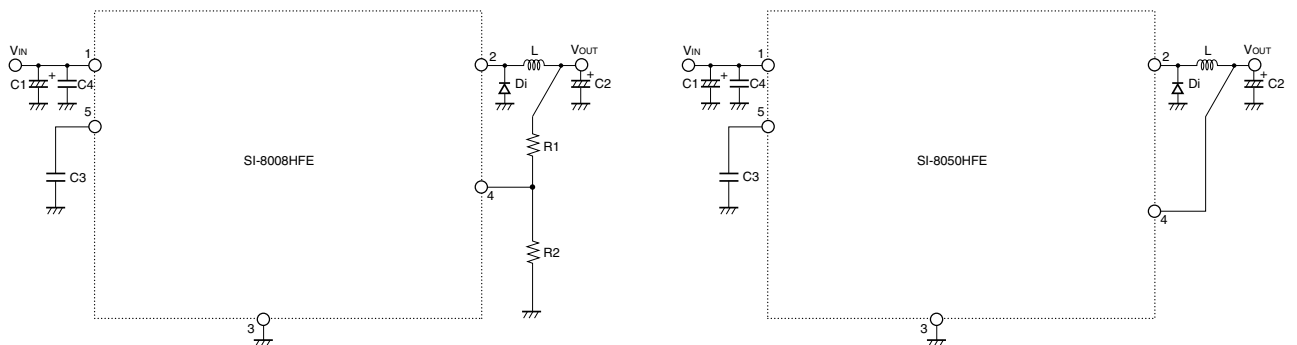 VIN
1
+
C1
C4
5
C3
SI-8008HFE
3
2
L
VOUT
Di
+
C2
R1
4
R2
VIN
1
+
C1
C4
5
C3
SI-8050HFE
3
2
L
VOUT
Di
+
C2
4